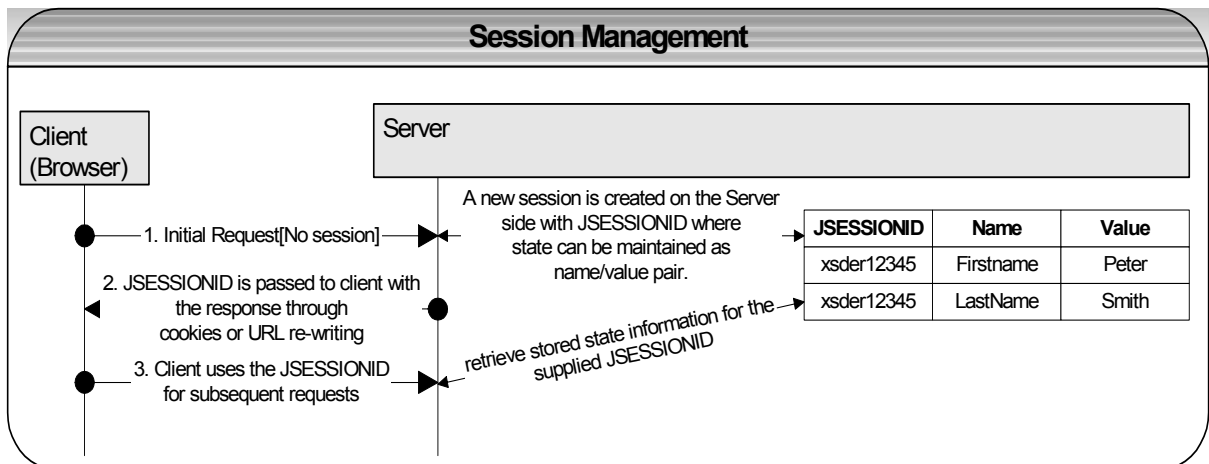 Session Management
Client
(Browser)
Server
A new session is created on the Server
side with JSESSIONID where
state can be maintained as
name/value pair.
1. Initial Request[No session]
JSESSIONID Name Value
xsder12345 Firstname Peter
xsder12345 LastName Smith
2. JSESSIONID is passed to client with
the response through
cookies or URL re-writing
retrieve stored state information for the
supplied JSESSIONID
3. Client uses the JSESSIONID
for subsequent requests